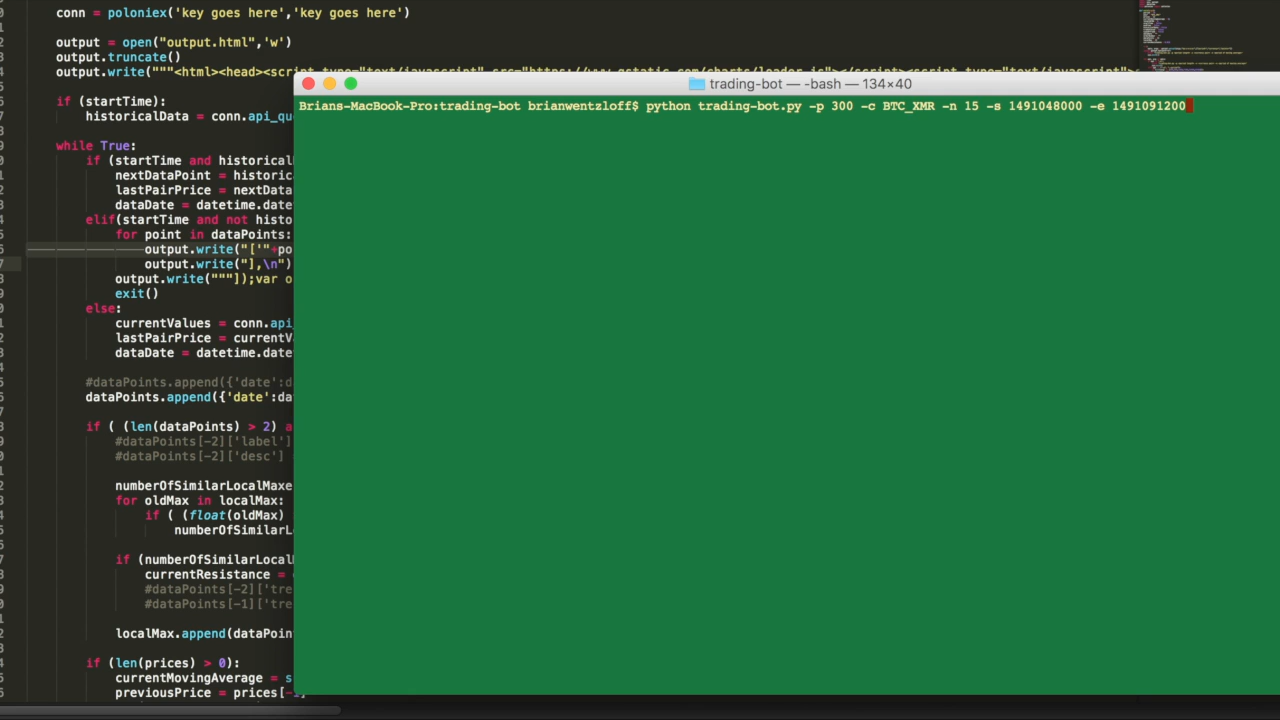 conn = poloniex('key goes here','key goes here')
output = open("output.html",'w')
output.truncate()
output.write("""<html><head><script type="text/javascript" src="https://www.gstatic.com/charts/loader.js"></script><script type="text/javascript">
trading-bot — -bash — 134×40
Brians-MacBook-Pro:trading-bot brianwentzloff$ python trading-bot.py -p 300 -c BTC_XMR -n 15 -s 1491048000 -e 1491091200
if (startTime):
historicalData = conn.api_qu
while True:
if (startTime and historical
nextDataPoint = historic
lastPairPrice = nextData
dataDate = datetime.date
elif(startTime and not histo
for point in dataPoints:
output.write("['"+po
output.write("],\n")
output.write("""]);var o
exit()
else:
currentValues = conn.api_
lastPairPrice = currentV
dataDate = datetime.date
#dataPoints.append({'date':d
dataPoints.append({'date':da
if ( (len(dataPoints) > 2) a
#dataPoints[-2]['label']
#dataPoints[-2]['desc']
numberOfSimilarLocalMaxe
for oldMax in localMax:
if ( (float(oldMax)
numberOfSimilarL
if (numberOfSimilarLocal
currentResistance =
#dataPoints[-2]['tre
#dataPoints[-1]['tre
localMax.append(dataPoin
if (len(prices) > 0):
currentMovingAverage = s
previousPrice = prices[-1]